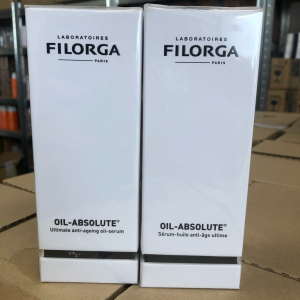 LABORATOIRES
FILORGA
PARIS
OIL-ABSOLUTE®
Ultimate anti-ageing oil-serum
LABORATOIRES
FILORGA
PARIS
OIL-ABSOLUTE®
Sérum-huile anti-âge ultime